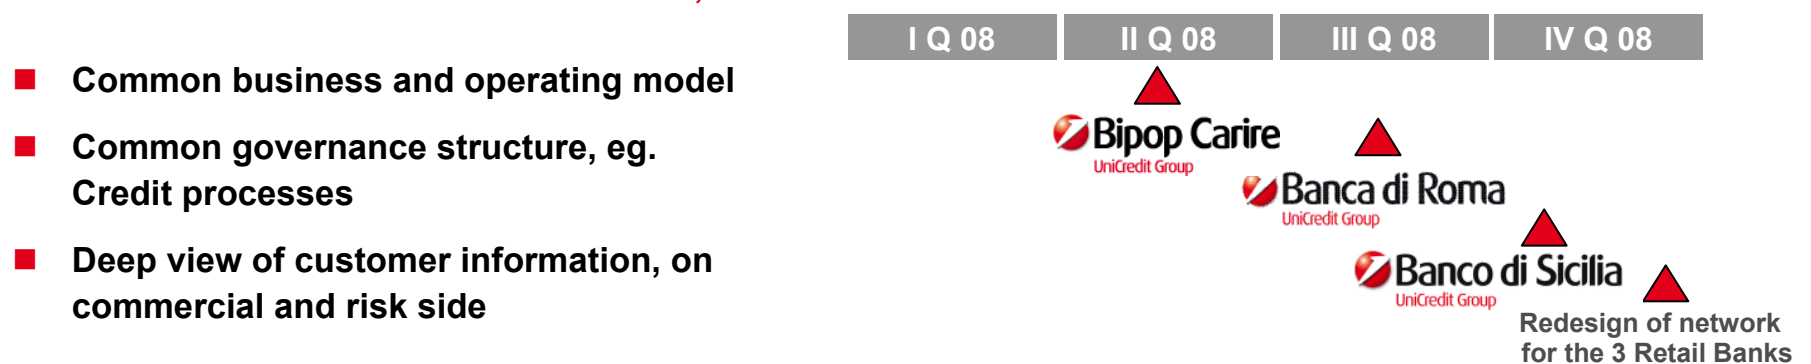 I Q 08
II Q 08
III Q 08
IV Q 08
Common business and operating model
Common governance structure, eg.
Credit processes
Deep view of customer information, on
commercial and risk side
Bipop Carire
UniCredit Group
Banca di Roma
UniCredit Group
Banco di Sicilia
UniCredit Group
Redesign of network
for the 3 Retail Banks